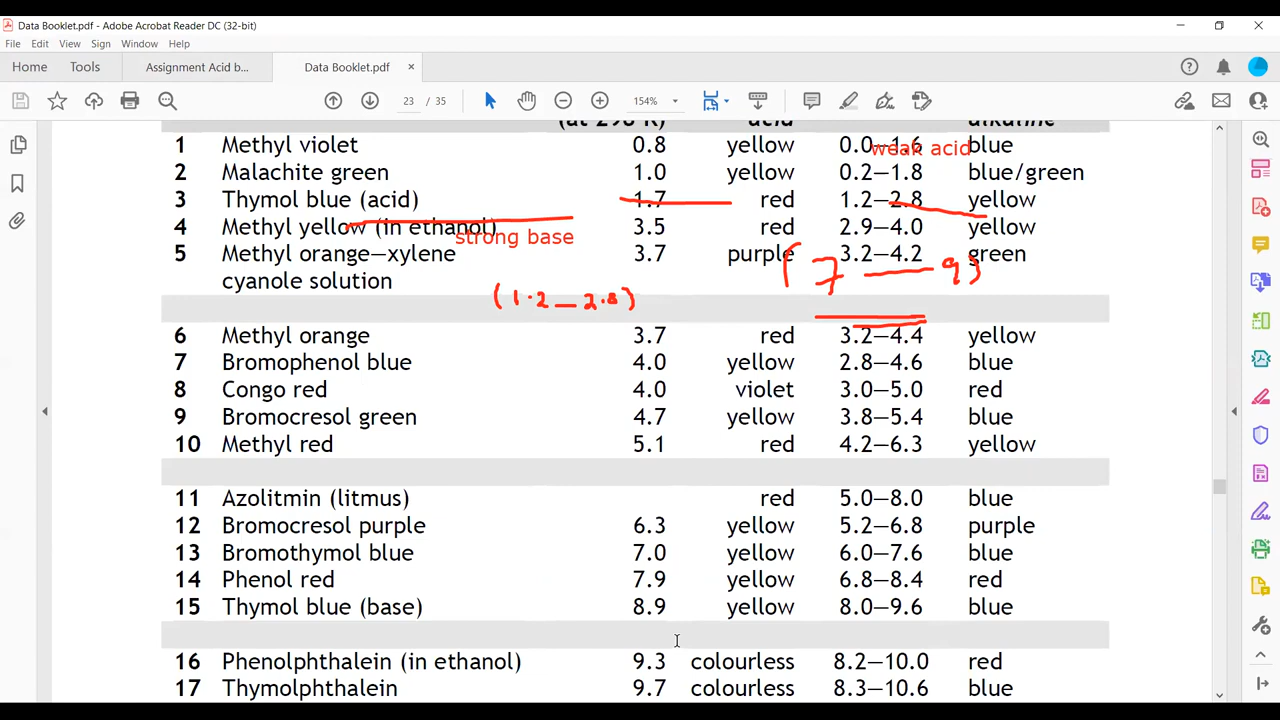 Data Booklet.pdf - Adobe Acrobat Reader DC (32-bit)
File Edit View Sign Window Help
Home Tools Assignment Acid b... Data Booklet.pdf ×
23 / 35 154%
(at 298 K) acid alkaline
1 Methyl violet 0.8 yellow 0.0–1.6 blue
weak acid
2 Malachite green 1.0 yellow 0.2–1.8 blue/green
3 Thymol blue (acid) 1.7 red 1.2–2.8 yellow
4 Methyl yellow (in ethanol) 3.5 red 2.9–4.0 yellow
strong base
5 Methyl orange–xylene 3.7 purple 3.2–4.2 green
cyanole solution
(7 — 9)
(1.2 — 2.8)
6 Methyl orange 3.7 red 3.2–4.4 yellow
7 Bromophenol blue 4.0 yellow 2.8–4.6 blue
8 Congo red 4.0 violet 3.0–5.0 red
9 Bromocresol green 4.7 yellow 3.8–5.4 blue
10 Methyl red 5.1 red 4.2–6.3 yellow
11 Azolitmin (litmus) red 5.0–8.0 blue
12 Bromocresol purple 6.3 yellow 5.2–6.8 purple
13 Bromothymol blue 7.0 yellow 6.0–7.6 blue
14 Phenol red 7.9 yellow 6.8–8.4 red
15 Thymol blue (base) 8.9 yellow 8.0–9.6 blue
16 Phenolphthalein (in ethanol) 9.3 colourless 8.2–10.0 red
17 Thymolphthalein 9.7 colourless 8.3–10.6 blue